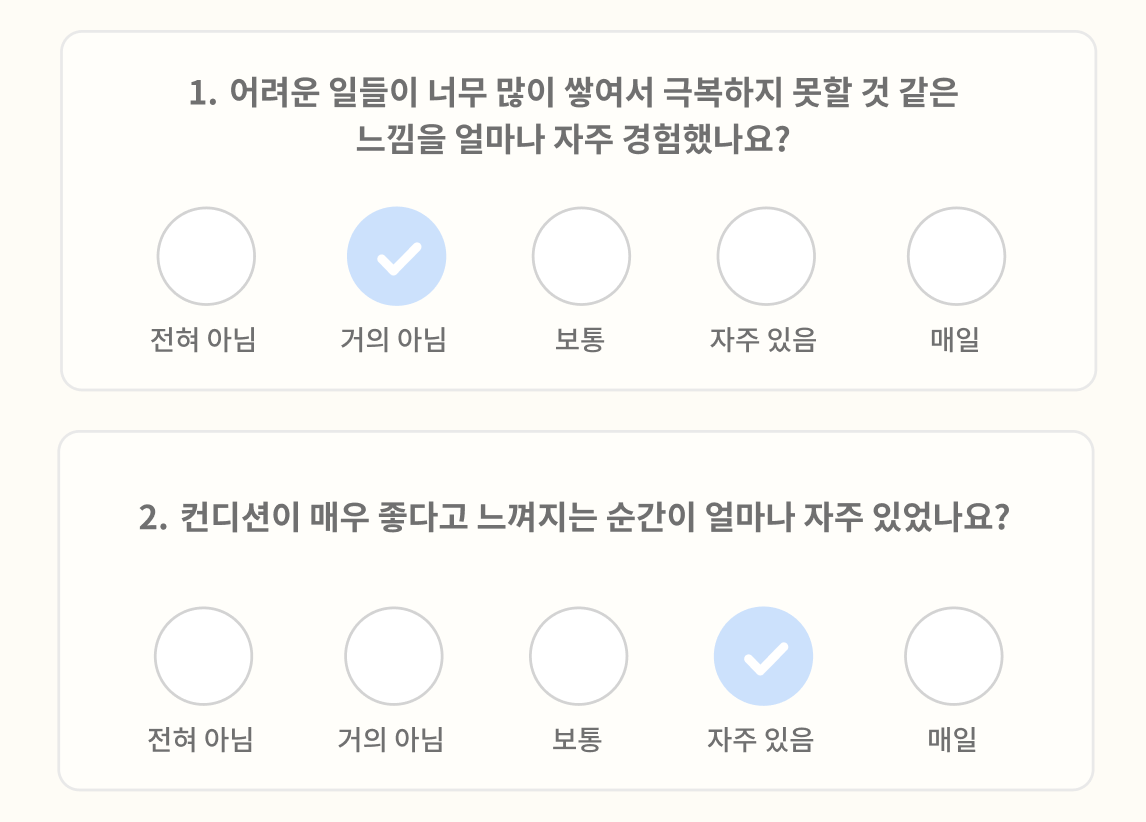 1. 어려운 일들이 너무 많이 쌓여서 극복하지 못할 것 같은
느낌을 얼마나 자주 경험했나요?
전혀 아님 거의 아님 보통 자주 있음 매일
2. 컨디션이 매우 좋다고 느껴지는 순간이 얼마나 자주 있었나요?
전혀 아님 거의 아님 보통 자주 있음 매일